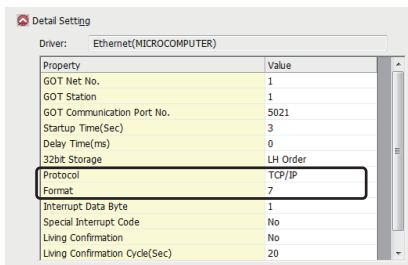 Detail Setting
Driver: Ethernet(MICROCOMPUTER)
Property Value
GOT Net No. 1
GOT Station 1
GOT Communication Port No. 5021
Startup Time(Sec) 3
Delay Time(ms) 0
32bit Storage LH Order
Protocol TCP/IP
Format 7
Interrupt Data Byte 1
Special Interrupt Code No
Living Confirmation No
Living Confirmation Cycle(Sec) 20